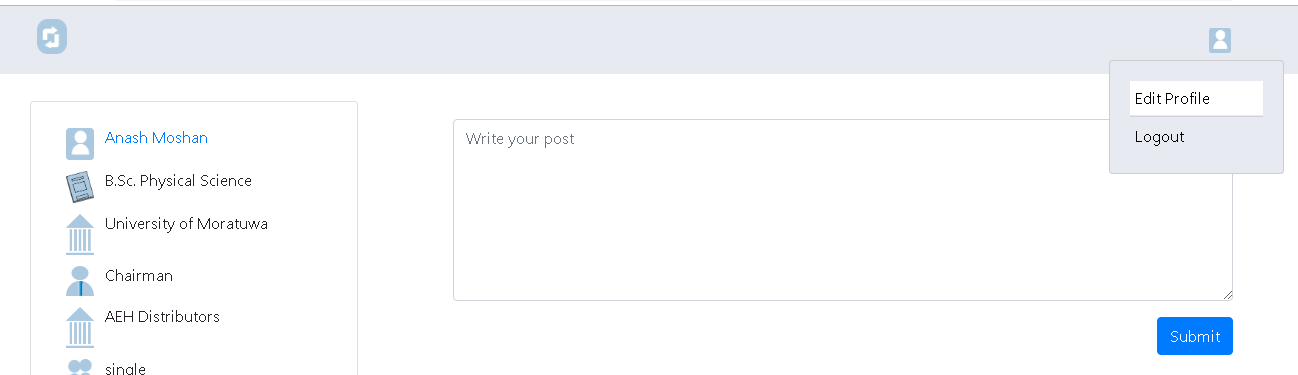 Edit Profile
Logout
Anash Moshan
B.Sc. Physical Science
University of Moratuwa
Chairman
AEH Distributors
single
Write your post
Submit